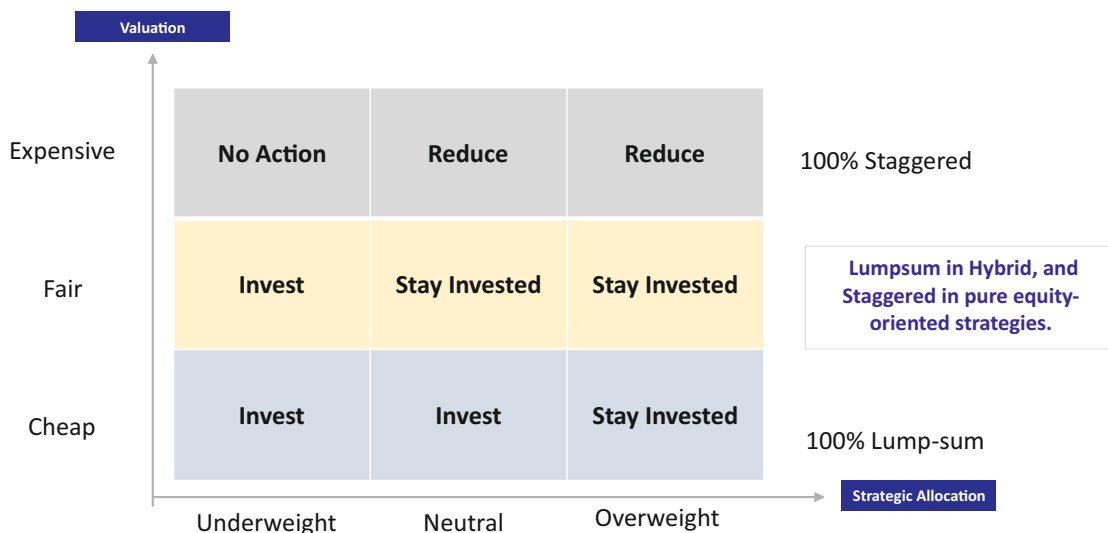 Valuation
Expensive
No Action
Reduce
Reduce
100% Staggered
Fair
Invest
Stay Invested
Stay Invested
Lumpsum in Hybrid, and
Staggered in pure equity-
oriented strategies.
Cheap
Invest
Invest
Stay Invested
100% Lump-sum
Strategic Allocation
Underweight
Neutral
Overweight